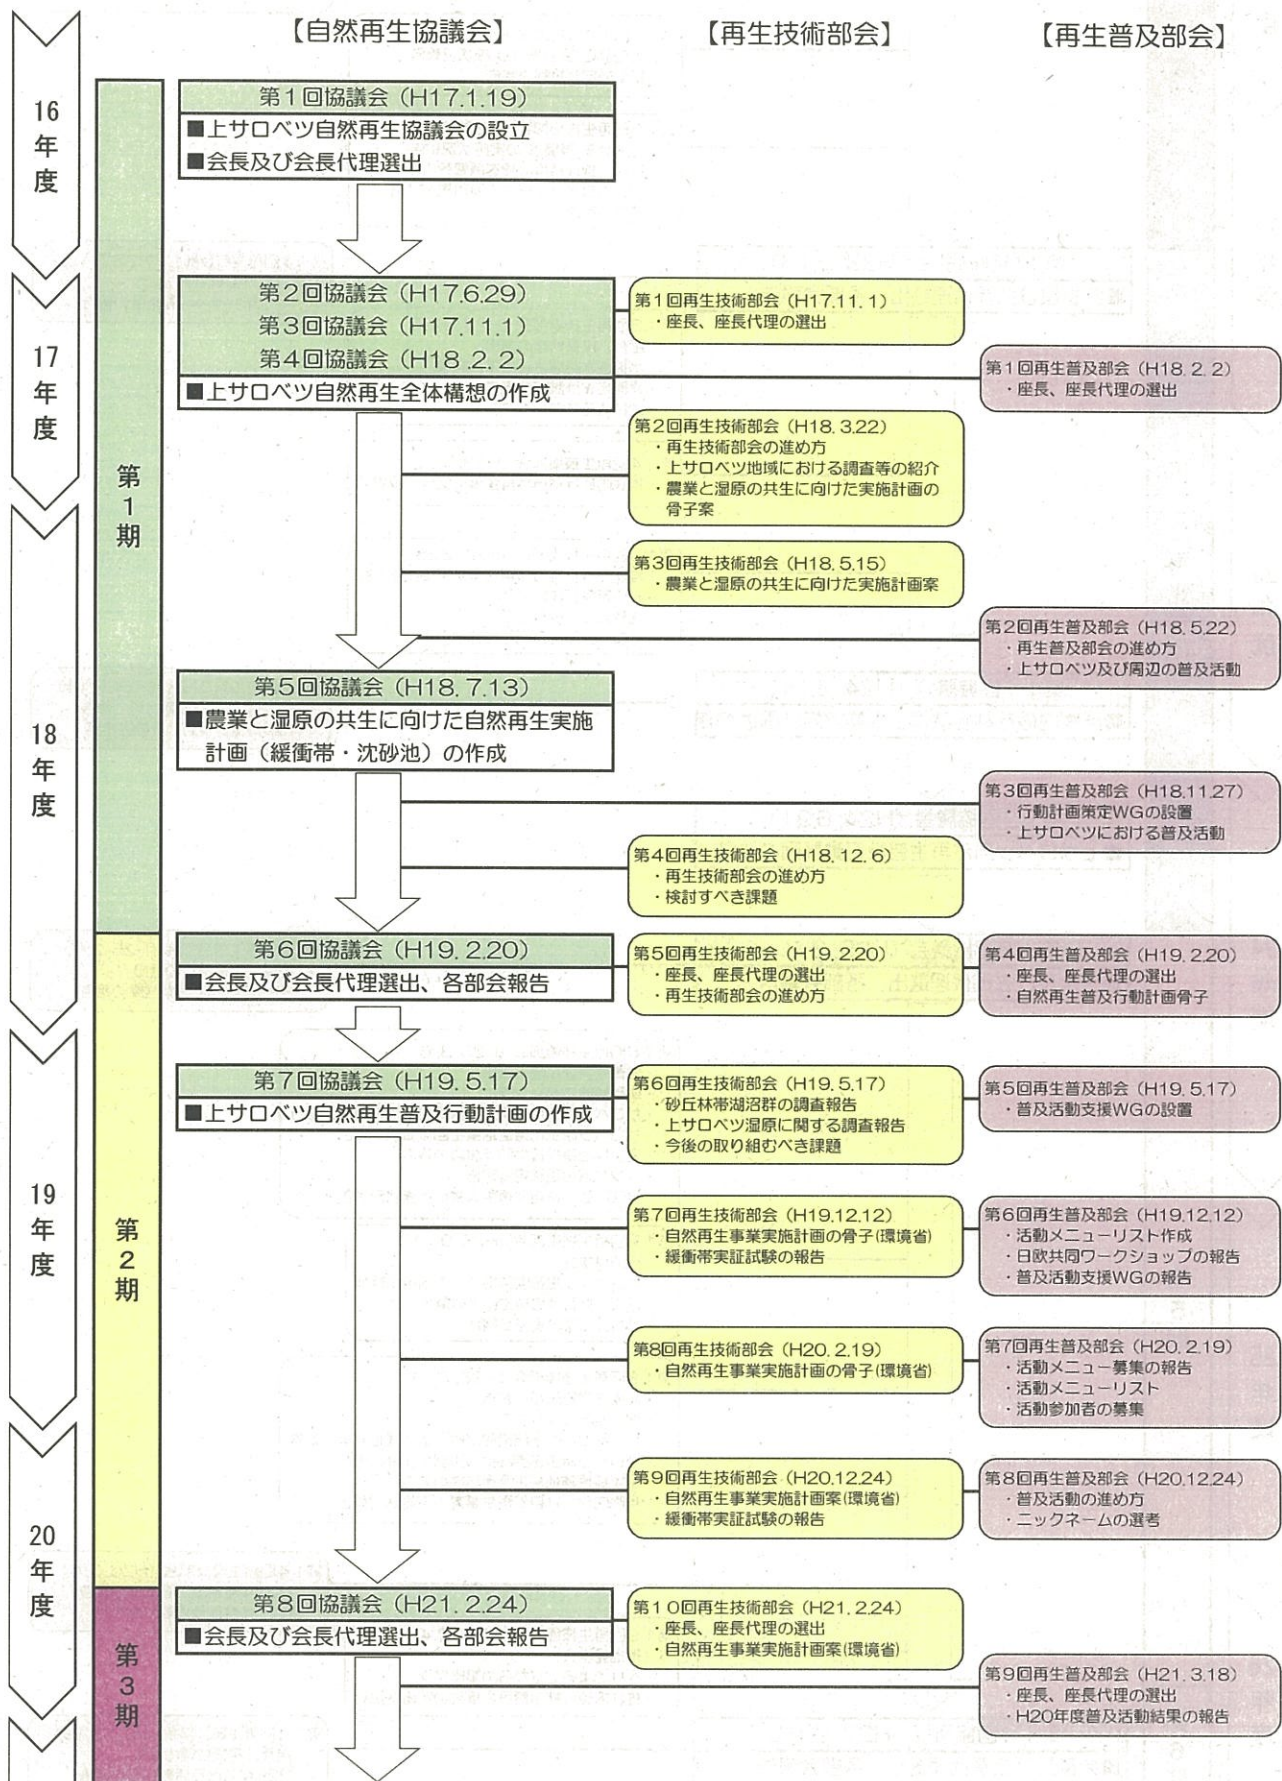 【自然再生協議会】
【再生技術部会】
【再生普及部会】
16
年
度
17
年
度
18
年
度
19
年
度
20
年
度
第
1
期
第
2
期
第
3
期
第1回協議会（H17.1.19）
■上サロベツ自然再生協議会の設立
■会長及び会長代理選出
第2回協議会（H17.6.29）
第3回協議会（H17.11.1）
第4回協議会（H18.2.2）
■上サロベツ自然再生全体構想の作成
第1回再生技術部会（H17.11.1）
・座長、座長代理の選出
第1回再生普及部会（H18.2.2）
・座長、座長代理の選出
第2回再生技術部会（H18.3.22）
・再生技術部会の進め方
・上サロベツ地域における調査等の紹介
・農業と湿原の共生に向けた実施計画の
骨子案
第3回再生技術部会（H18.5.15）
・農業と湿原の共生に向けた実施計画案
第2回再生普及部会（H18.5.22）
・再生普及部会の進め方
・上サロベツ及び周辺の普及活動
第5回協議会（H18.7.13）
■農業と湿原の共生に向けた自然再生実施
計画（緩衝帯・沈砂池）の作成
第3回再生普及部会（H18.11.27）
・行動計画策定WGの設置
・上サロベツにおける普及活動
第4回再生技術部会（H18.12.6）
・再生技術部会の進め方
・検討すべき課題
第6回協議会（H19.2.20）
■会長及び会長代理選出、各部会報告
第5回再生技術部会（H19.2.20）
・座長、座長代理の選出
・再生技術部会の進め方
第4回再生普及部会（H19.2.20）
・座長、座長代理の選出
・自然再生普及行動計画骨子
第7回協議会（H19.5.17）
■上サロベツ自然再生普及行動計画の作成
第6回再生技術部会（H19.5.17）
・砂丘林帯湖沼群の調査報告
・上サロベツ湿原に関する調査報告
・今後の取り組むべき課題
第5回再生普及部会（H19.5.17）
・普及活動支援WGの設置
第7回再生技術部会（H19.12.12）
・自然再生事業実施計画の骨子(環境省)
・緩衝帯実証試験の報告
第6回再生普及部会（H19.12.12）
・活動メニューリスト作成
・日欧共同ワークショップの報告
・普及活動支援WGの報告
第8回再生技術部会（H20.2.19）
・自然再生事業実施計画の骨子(環境省)
第7回再生普及部会（H20.2.19）
・活動メニュー募集の報告
・活動メニューリスト
・活動参加者の募集
第9回再生技術部会（H20.12.24）
・自然再生事業実施計画案(環境省)
・緩衝帯実証試験の報告
第8回再生普及部会（H20.12.24）
・普及活動の進め方
・ニックネームの選考
第8回協議会（H21.2.24）
■会長及び会長代理選出、各部会報告
第10回再生技術部会（H21.2.24）
・座長、座長代理の選出
・自然再生事業実施計画案(環境省)
第9回再生普及部会（H21.3.18）
・座長、座長代理の選出
・H20年度普及活動結果の報告